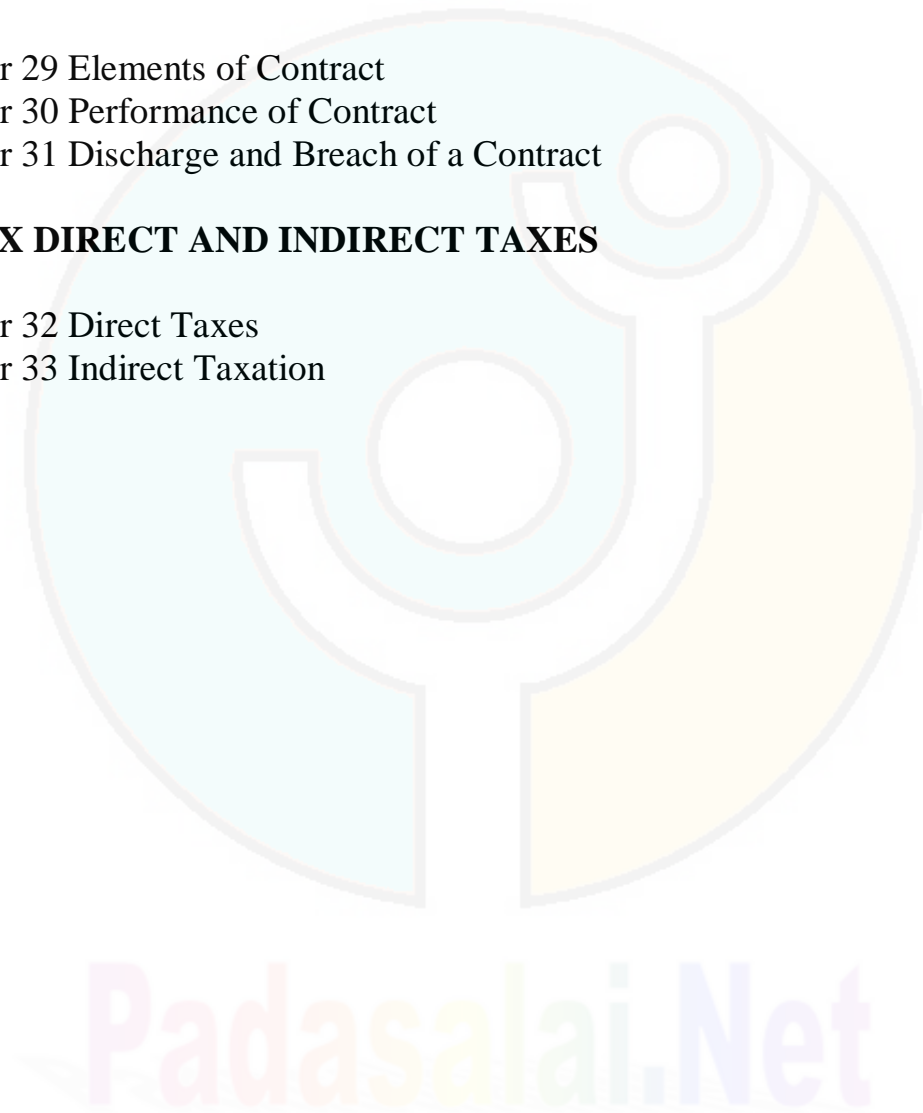 r 29 Elements of Contract
r 30 Performance of Contract
r 31 Discharge and Breach of a Contract
X DIRECT AND INDIRECT TAXES
r 32 Direct Taxes
r 33 Indirect Taxation
Padasalai.Net